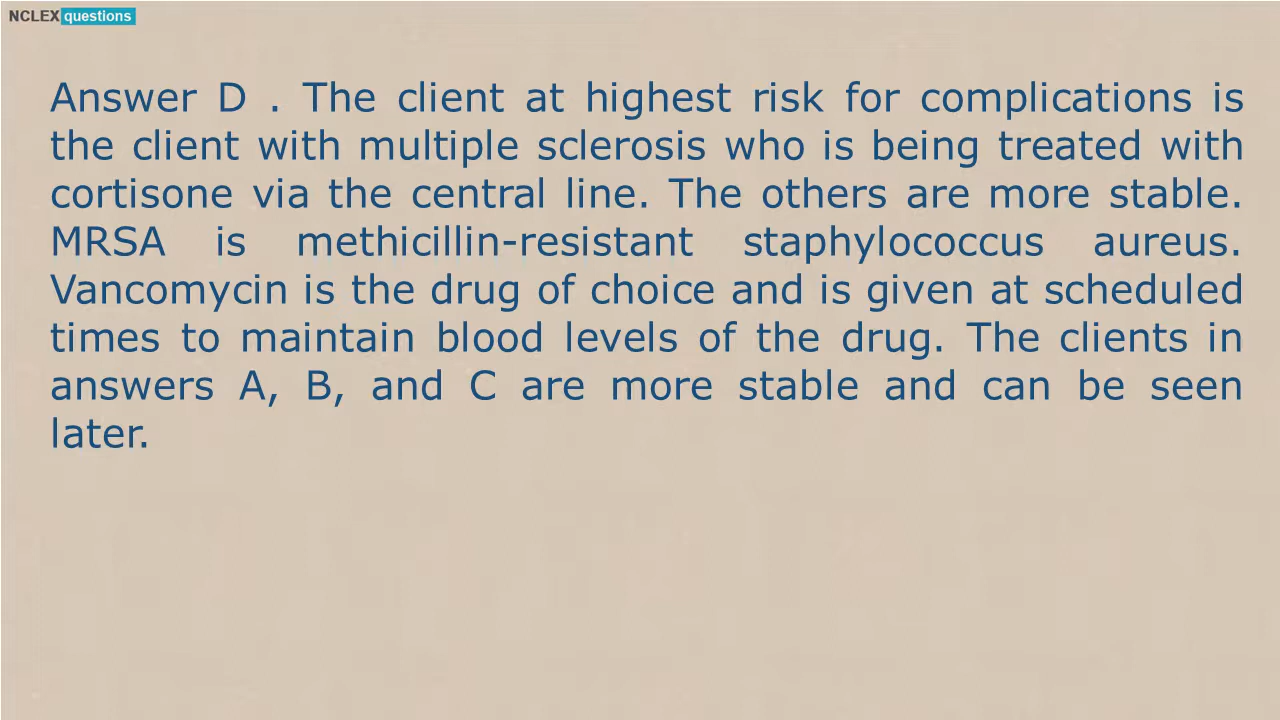 NCLEX questions
Answer D . The client at highest risk for complications is
the client with multiple sclerosis who is being treated with
cortisone via the central line. The others are more stable.
MRSA is methicillin-resistant staphylococcus aureus.
Vancomycin is the drug of choice and is given at scheduled
times to maintain blood levels of the drug. The clients in
answers A, B, and C are more stable and can be seen
later.